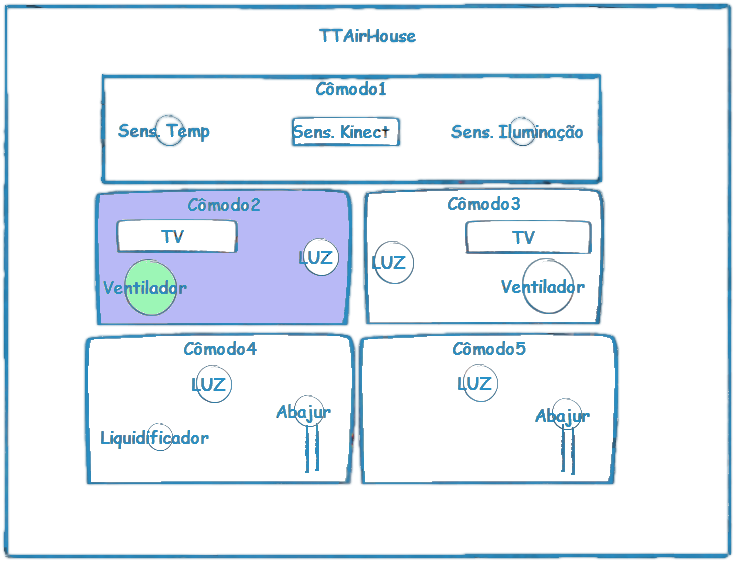 TTAirHouse
Cômodo1
Sens. Temp
Sens. Kinect
Sens. Iluminação
Cômodo2
TV
LUZ
Ventilador
Cômodo3
TV
LUZ
Ventilador
Cômodo4
LUZ
Abajur
Liquidificador
Cômodo5
LUZ
Abajur